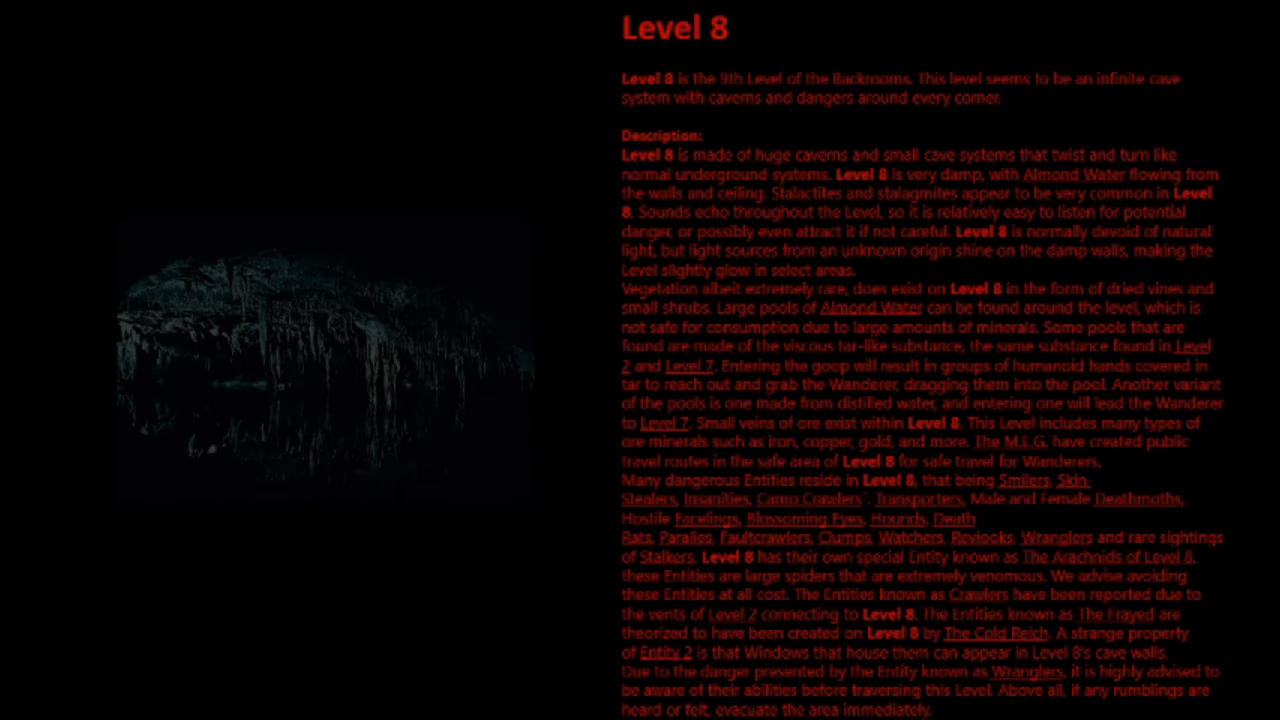 Level 8
Level 8 is the 9th Level of the Backrooms. This level seems to be an infinite cave
system with caverns and dangers around every corner.
Description:
Level 8 is made of huge caverns and small cave systems that twist and turn like
normal underground systems. Level 8 is very damp, with Almond Water flowing from
the walls and ceiling. Stalactites and stalagmites appear to be very common in Level
8. Sounds echo throughout the Level, so it is relatively easy to listen for potential
danger, or possibly even attract it if not careful. Level 8 is normally devoid of natural
light, but light sources from an unknown origin shine on the damp walls, making the
Level slightly glow in select areas.
Vegetation albeit extremely rare, does exist on Level 8 in the form of dried vines and
small shrubs. Large pools of Almond Water can be found around the level, which is
not safe for consumption due to large amounts of minerals. Some pools that are
found are made of the viscous tar-like substance, the same substance found in Level
2 and Level 7. Entering the goop will result in groups of humanoid hands covered in
tar to reach out and grab the Wanderer, dragging them into the pool. Another variant
of the pools is one made from distilled water, and entering one will lead the Wanderer
to Level 7. Small veins of ore exist within Level 8. This Level includes many types of
ore minerals such as iron, copper, gold, and more. The M.E.G. have created public
travel routes in the safe area of Level 8 for safe travel for Wanderers.
Many dangerous Entities reside in Level 8, that being Smilers, Skin-
Stealers, Insanities, Camo Crawlers, Transporters, Male and Female Deathmoths,
Hostile Facelings, Blossoming Eyes, Hounds, Death
Rats, Paralies, Faultcrawlers, Clumps, Watchers, Reviooks, Wranglers and rare sightings
of Stalkers. Level 8 has their own special Entity known as The Arachnids of Level 8,
these Entities are large spiders that are extremely venomous. We advise avoiding
these Entities at all cost. The Entities known as Crawlers have been reported due to
the vents of Level 2 connecting to Level 8. The Entities known as The Frayed are
theorized to have been created on Level 8 by The Cold Reich. A strange property
of Entity 2 is that Windows that house them can appear in Level 8's cave walls.
Due to the danger presented by the Entity known as Wranglers, it is highly advised to
be aware of their abilities before traversing this Level. Above all, if any rumblings are
heard or felt, evacuate the area immediately.